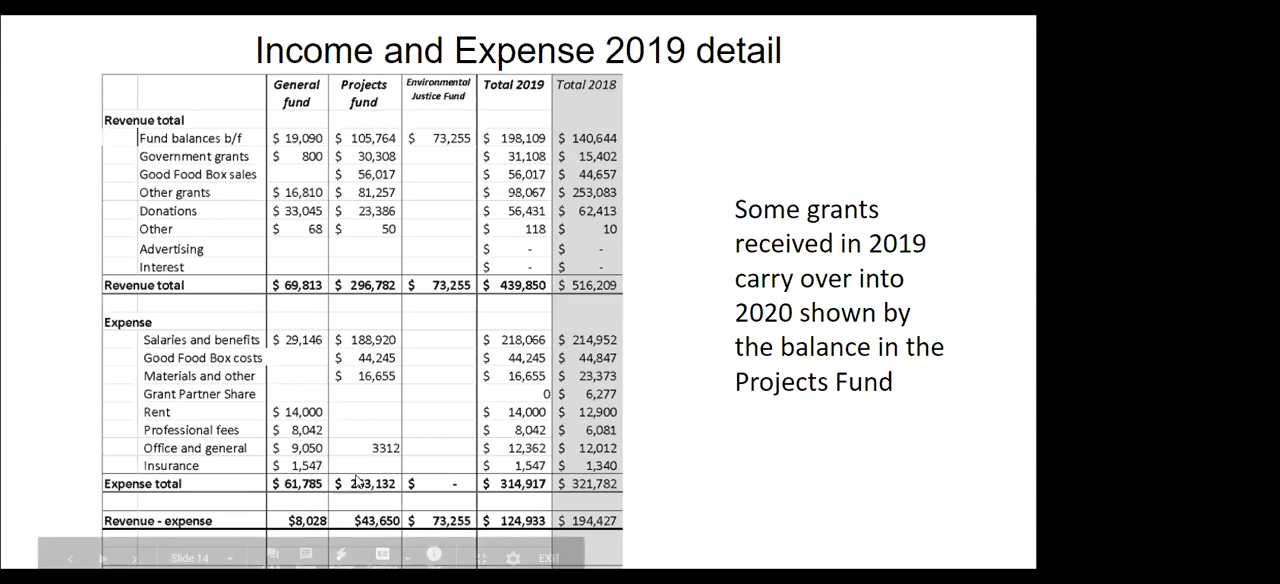 Income and Expense 2019 detail
General fund Projects fund Environmental Justice Fund Total 2019 Total 2018
Revenue total
Fund balances b/f $ 19,090 $ 105,764 $ 73,255 $ 198,109 $ 140,644
Government grants $ 800 $ 30,308 $ 31,108 $ 15,402
Good Food Box sales $ 56,017 $ 56,017 $ 44,657
Other grants $ 16,810 $ 81,257 $ 98,067 $ 253,083
Donations $ 33,045 $ 23,386 $ 56,431 $ 62,413
Other $ 68 $ 50 $ 118 $ 10
Advertising $ - $ -
Interest $ - $ -
Revenue total $ 69,813 $ 296,782 $ 73,255 $ 439,850 $ 516,209
Expense
Salaries and benefits $ 29,146 $ 188,920 $ 218,066 $ 214,952
Good Food Box costs $ 44,245 $ 44,245 $ 44,847
Materials and other $ 16,655 $ 16,655 $ 23,373
Grant Partner Share 0 $ 6,277
Rent $ 14,000 $ 14,000 $ 12,900
Professional fees $ 8,042 $ 8,042 $ 6,081
Office and general $ 9,050 3312 $ 12,362 $ 12,012
Insurance $ 1,547 $ 1,547 $ 1,340
Expense total $ 61,785 $ 253,132 $ - $ 314,917 $ 321,782
Revenue - expense $8,028 $43,650 $ 73,255 $ 124,933 $ 194,427
Some grants
received in 2019
carry over into
2020 shown by
the balance in the
Projects Fund
Slide 14 EXIT